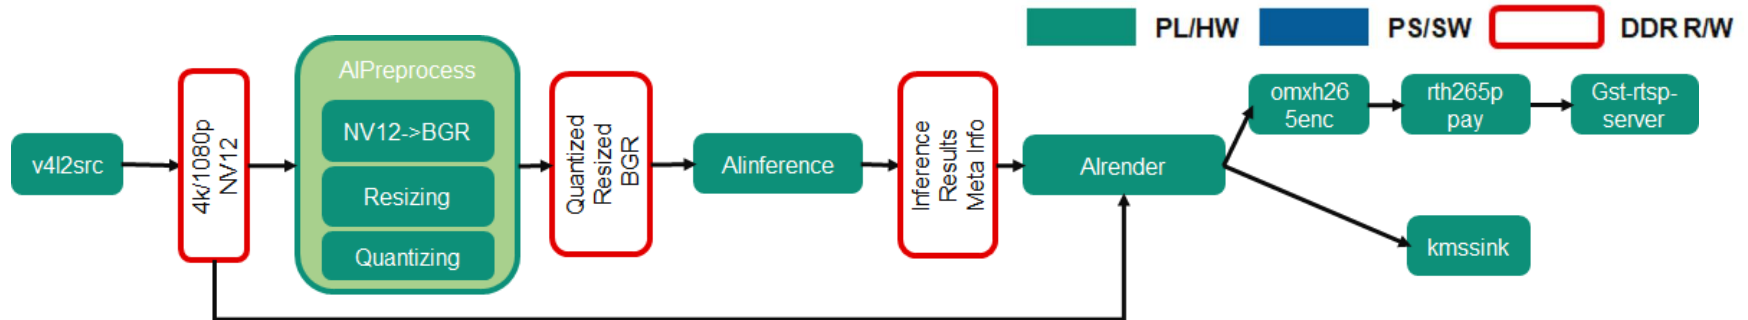 PL/HW
PS/SW
DDR R/W
v4l2src
4k/1080p
NV12
AIPreprocess
NV12->BGR
Resizing
Quantizing
Quantized
Resized
BGR
AIinference
Inference
Results
Meta Info
AIrender
omxh26
5enc
rth265p
pay
Gst-rtsp-
server
kmssink